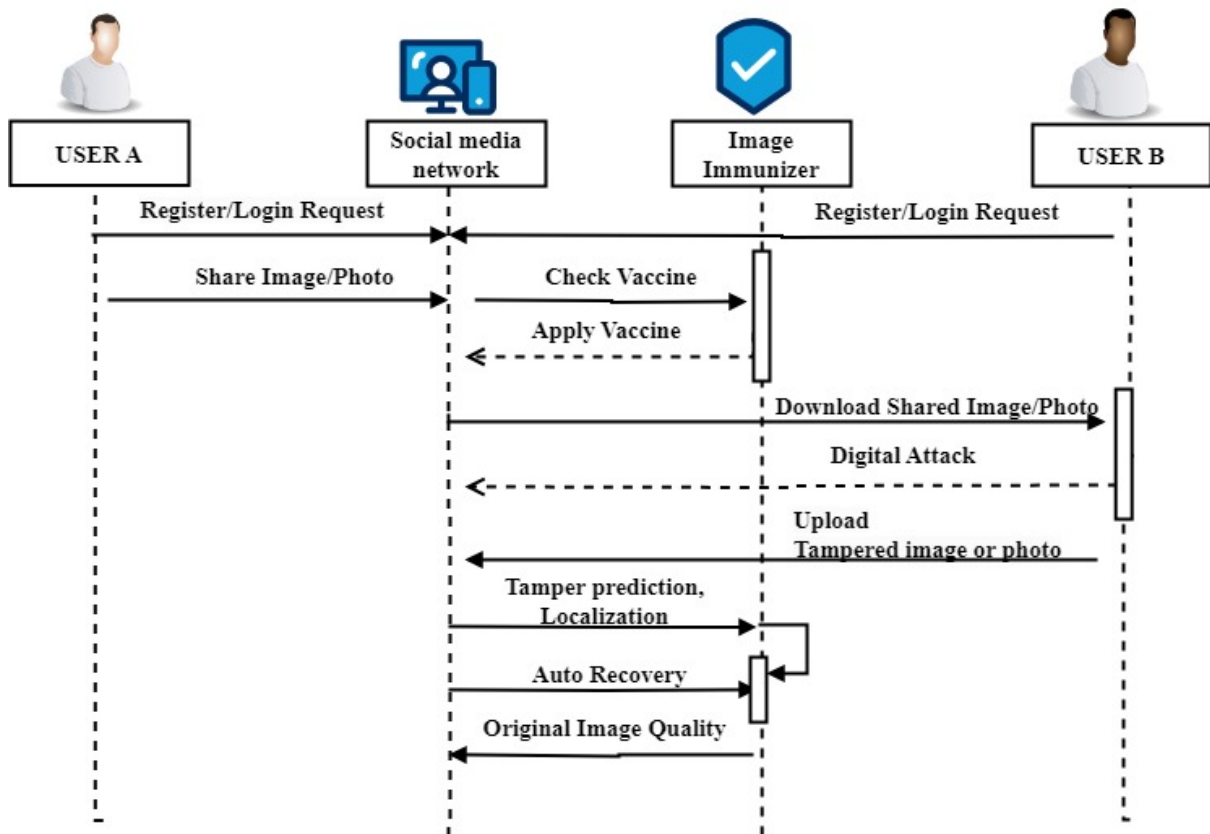 USER A
Social media
network
Image
Immunizer
USER B
Register/Login Request
Register/Login Request
Share Image/Photo
Check Vaccine
Apply Vaccine
Download Shared Image/Photo
Digital Attack
Upload
Tampered image or photo
Tamper prediction,
Localization
Auto Recovery
Original Image Quality